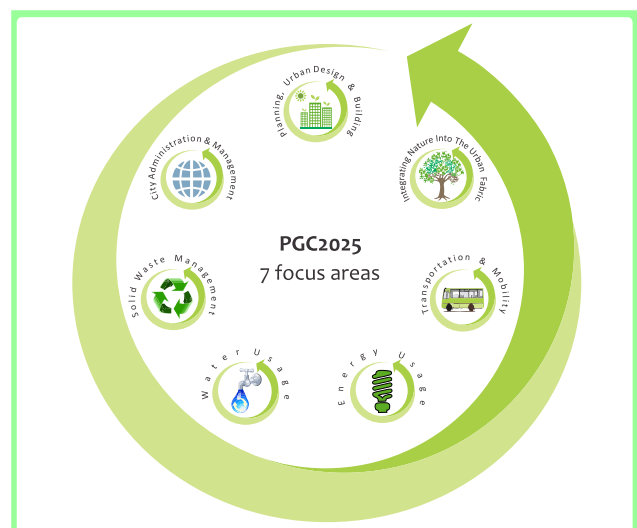 Planning, Urban Design & Building
Integrating Nature Into The Urban Fabric
Transportation & Mobility
Energy Usage
Water Usage
Solid Waste Management
City Administration & Management
PGC2025
7 focus areas